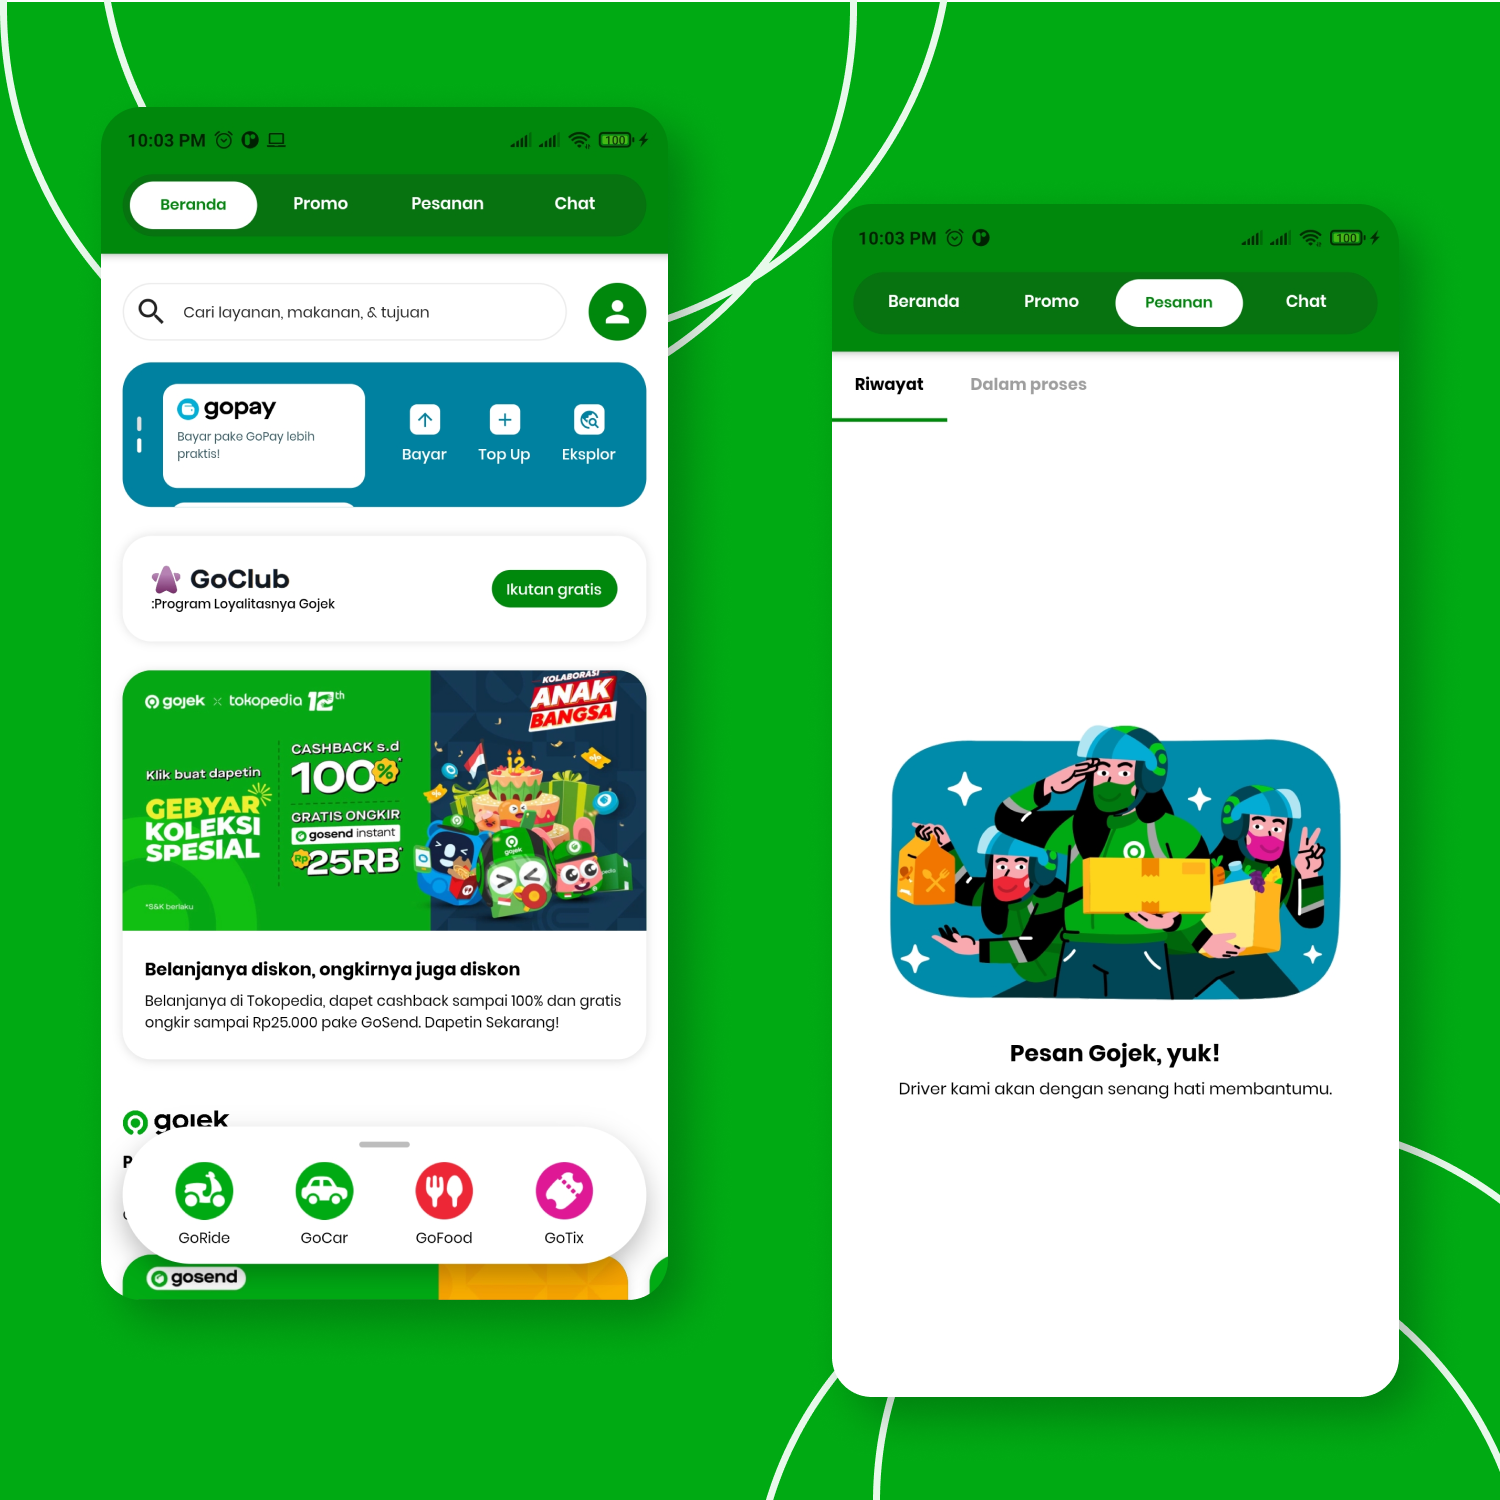 10:03 PM
100
Beranda Promo Pesanan Chat
Cari layanan, makanan, & tujuan
gopay
Bayar pake GoPay lebih
praktis!
Bayar Top Up Eksplor
GoClub
:Program Loyalitasnya Gojek
Ikutan gratis
gojek x tokopedia 12th
KOLABORASI
ANAK
BANGSA
Klik buat dapetin
GEBYAR
KOLEKSI
SPESIAL
*S&K berlaku
CASHBACK s.d
100%*
GRATIS ONGKIR
gosend instant
Rp25RB*
12
gojek
Belanjanya diskon, ongkirnya juga diskon
Belanjanya di Tokopedia, dapet cashback sampai 100% dan gratis
ongkir sampai Rp25.000 pake GoSend. Dapetin Sekarang!
gojek
P
GoRide GoCar GoFood GoTix
gosend
10:03 PM
100
Beranda Promo Pesanan Chat
Riwayat Dalam proses
Pesan Gojek, yuk!
Driver kami akan dengan senang hati membantumu.